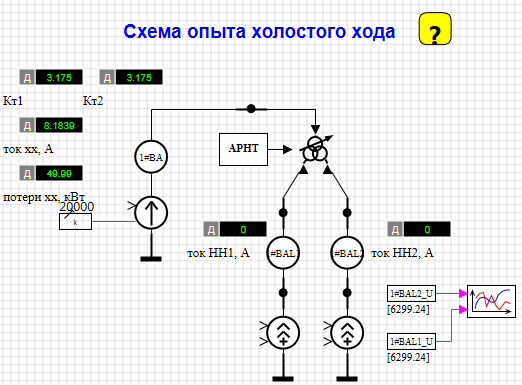 Схема опыта холостого хода
?
Д 3.175 Д 3.175
Кт1 Кт2
Д 8.1839
ток хх, А
Д 49.99
потери хх, кВт
20000
k
1#BA
АРНТ
Д 0 Д 0
ток НН1, А #BAL1 #BAL2 ток НН2, А
1#BAL2_U
[6299.24]
1#BAL1_U
[6299.24]